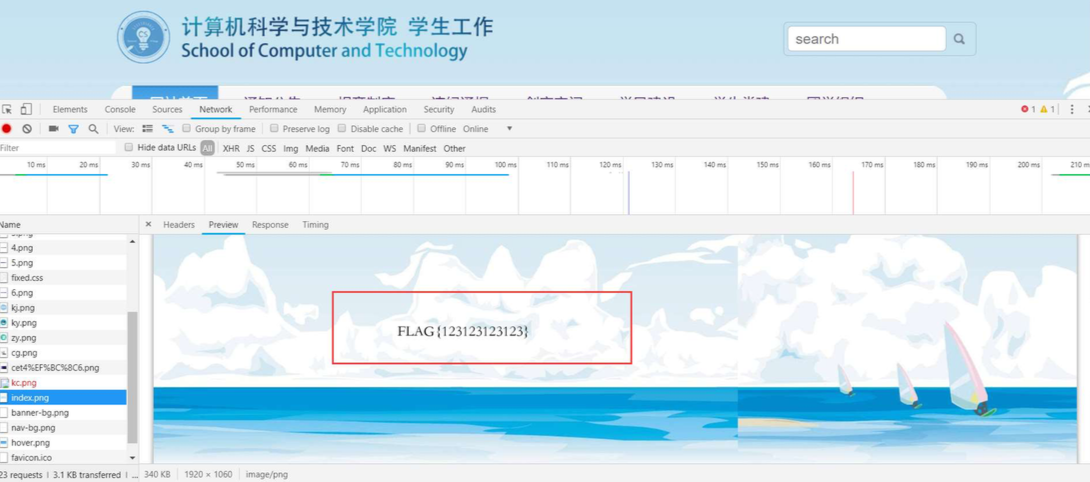 计算机科学与技术学院 学生工作
School of Computer and Technology
search
Elements Console Sources Network Performance Memory Application Security Audits
1 1
View: Group by frame Preserve log Disable cache Offline Online
Filter Hide data URLs All XHR JS CSS Img Media Font Doc WS Manifest Other
10 ms 20 ms 30 ms 40 ms 50 ms 60 ms 70 ms 80 ms 90 ms 100 ms 110 ms 120 ms 130 ms 140 ms 150 ms 160 ms 170 ms 180 ms 190 ms 200 ms
Name
Headers Preview Response Timing
4.png
5.png
fixed.css
6.png
kj.png
ky.png
zy.png
cg.png
cet4%EF%BC%8C6.png
kc.png
index.png
banner-bg.png
nav-bg.png
hover.png
favicon.ico
FLAG{123123123123}
23 requests | 3.1 KB transferred | ...
340 KB 1920 × 1060 image/png